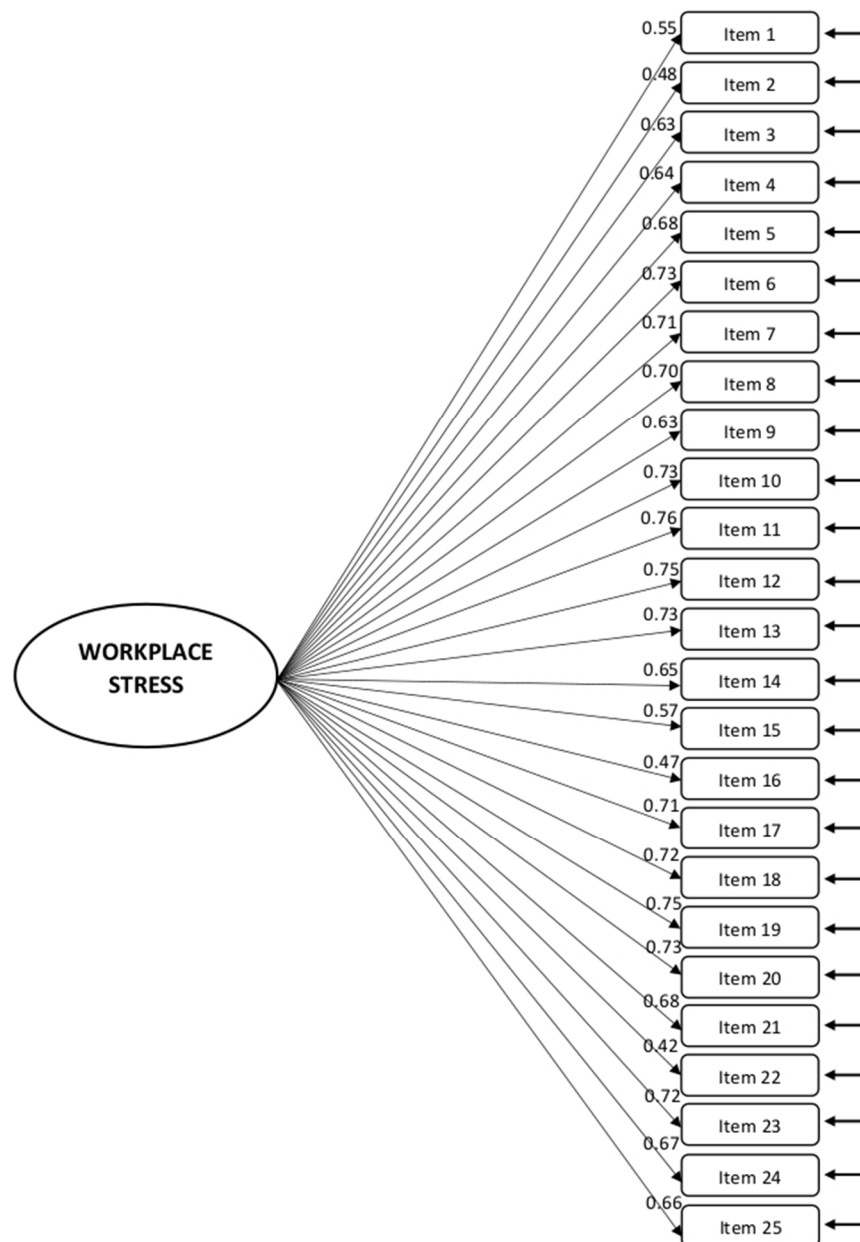 0.55 Item 1
0.48 Item 2
0.63 Item 3
0.64 Item 4
0.68 Item 5
0.73 Item 6
0.71 Item 7
0.70 Item 8
0.63 Item 9
0.73 Item 10
0.76 Item 11
0.75 Item 12
0.73 Item 13
WORKPLACE
STRESS
0.65 Item 14
0.57 Item 15
0.47 Item 16
0.71 Item 17
0.72 Item 18
0.75 Item 19
0.73 Item 20
0.68 Item 21
0.42 Item 22
0.72 Item 23
0.67 Item 24
0.66 Item 25